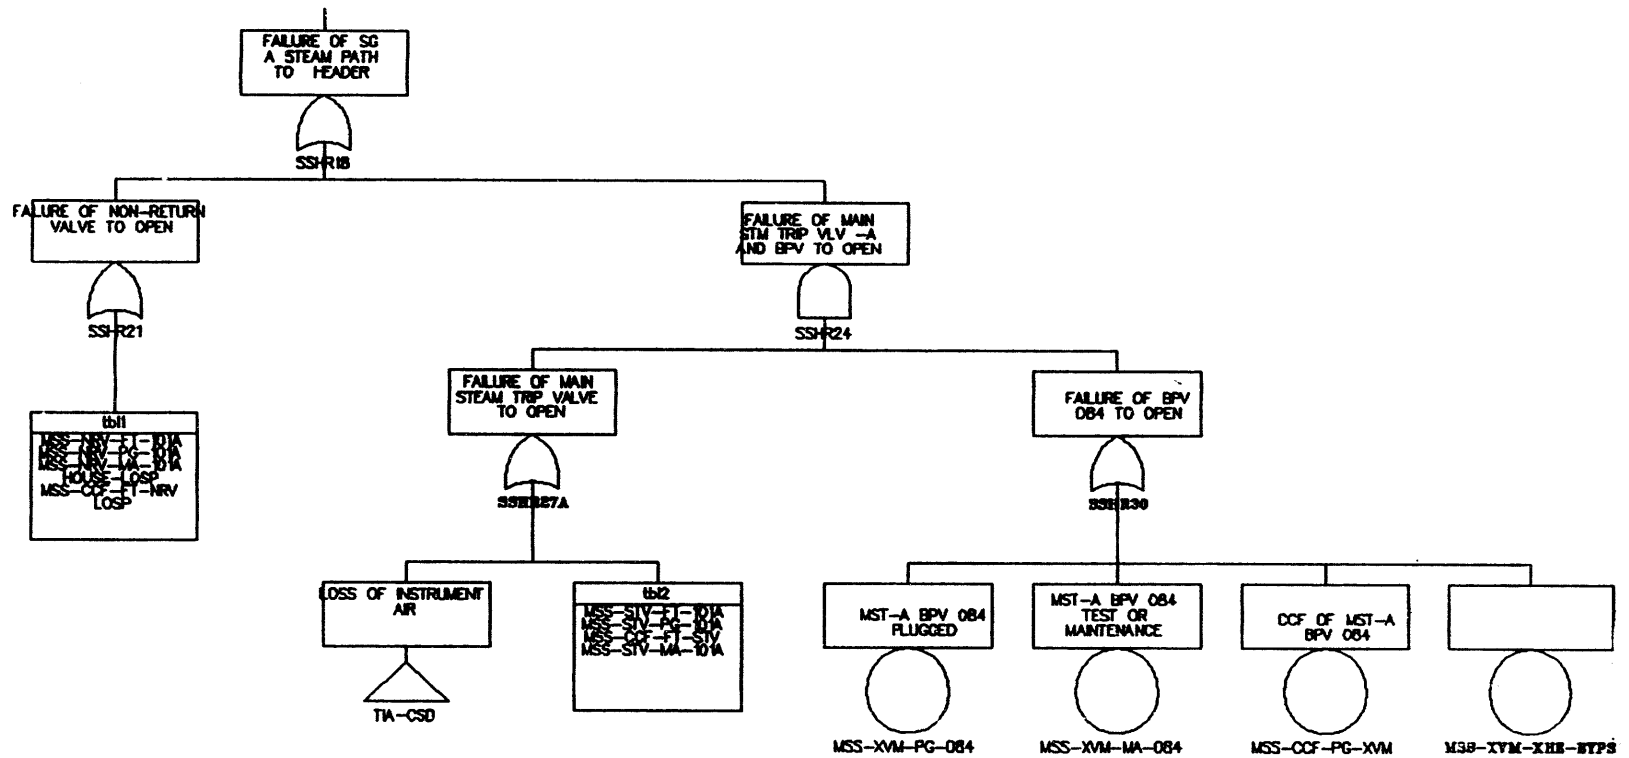 FAILURE OF SG
A STEAM PATH
TO HEADER
SSHR18
FALURE OF NON-RETURN
VALVE TO OPEN
FAILURE OF MAIN
STM TRIP VLV -A
AND BPV TO OPEN
SSHR21
SSHR24
FAILURE OF MAIN
STEAM TRIP VALVE
TO OPEN
FAILURE OF BPV
084 TO OPEN
tbl1
MSS-NRV-FT-101A
MSS-NRV-PG-101A
MSS-NRV-MA-101A
HOUSE-LOSP
MSS-CCF-FT-NRV
LOSP
SSHR27A
SSHR30
LOSS OF INSTRUMENT
AIR
TIA-CSD
tbl2
MSS-STV-FT-101A
MSS-STV-PG-101A
MSS-CCF-FT-STV
MSS-STV-MA-101A
MST-A BPV 084
PLUGGED
MST-A BPV 084
TEST OR
MAINTENANCE
CCF OF MST-A
BPV 084
MSS-XVM-PG-084
MSS-XVM-MA-084
MSS-CCF-PG-XVM
MSS-XVM-XHE-BYPS